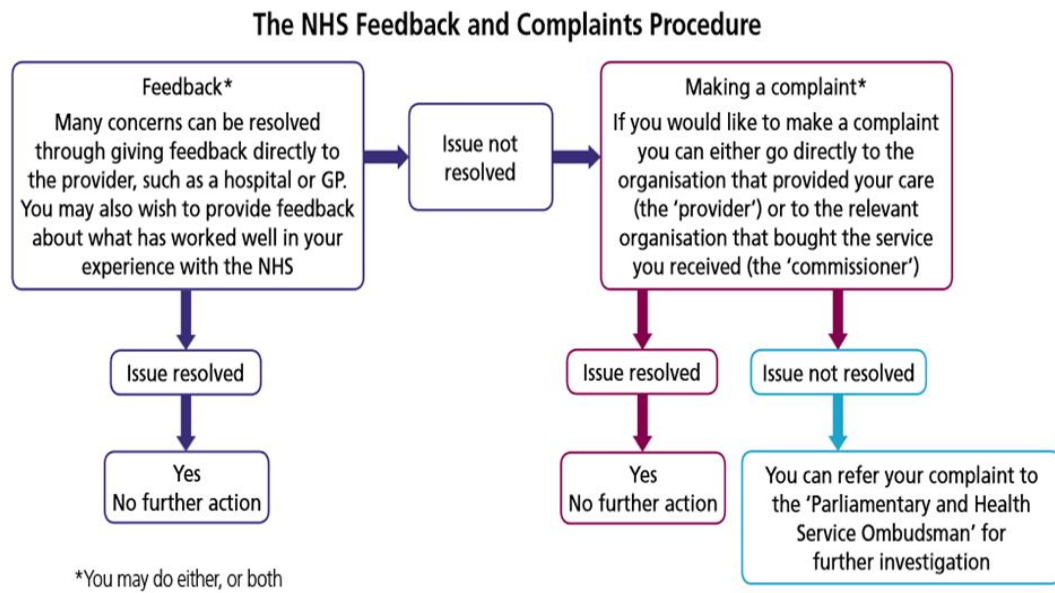 The NHS Feedback and Complaints Procedure
Feedback*
Many concerns can be resolved
through giving feedback directly to
the provider, such as a hospital or GP.
You may also wish to provide feedback
about what has worked well in your
experience with the NHS
Issue not
resolved
Making a complaint*
If you would like to make a complaint
you can either go directly to the
organisation that provided your care
(the ‘provider’) or to the relevant
organisation that bought the service
you received (the ‘commissioner’)
Issue resolved
Yes
No further action
Issue resolved
Yes
No further action
Issue not resolved
You can refer your complaint to
the ‘Parliamentary and Health
Service Ombudsman’ for
further investigation
*You may do either, or both